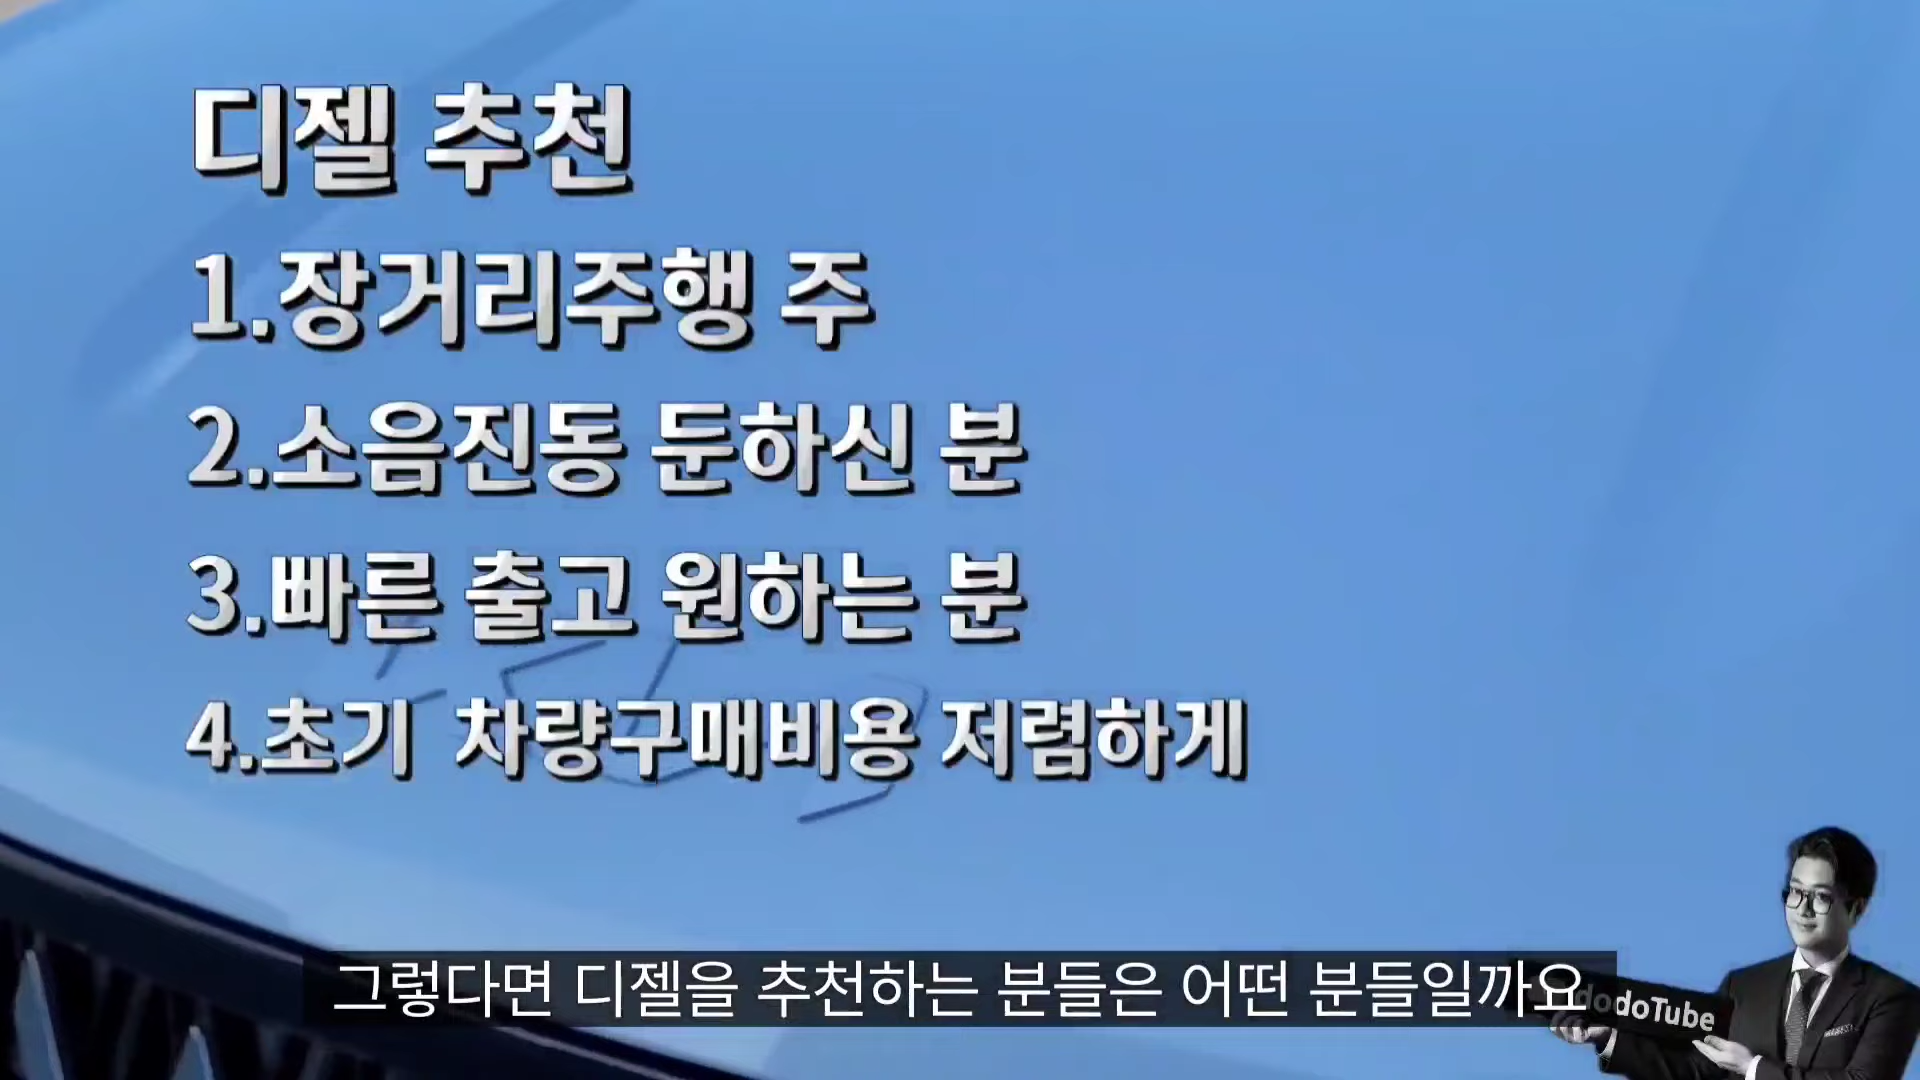 디젤 추천
1.장거리주행 주
2.소음진동 둔하신 분
3.빠른 출고 원하는 분
4.초기 차량구매비용 저렴하게
그렇다면 디젤을 추천하는 분들은 어떤 분들일까요
dodoTube